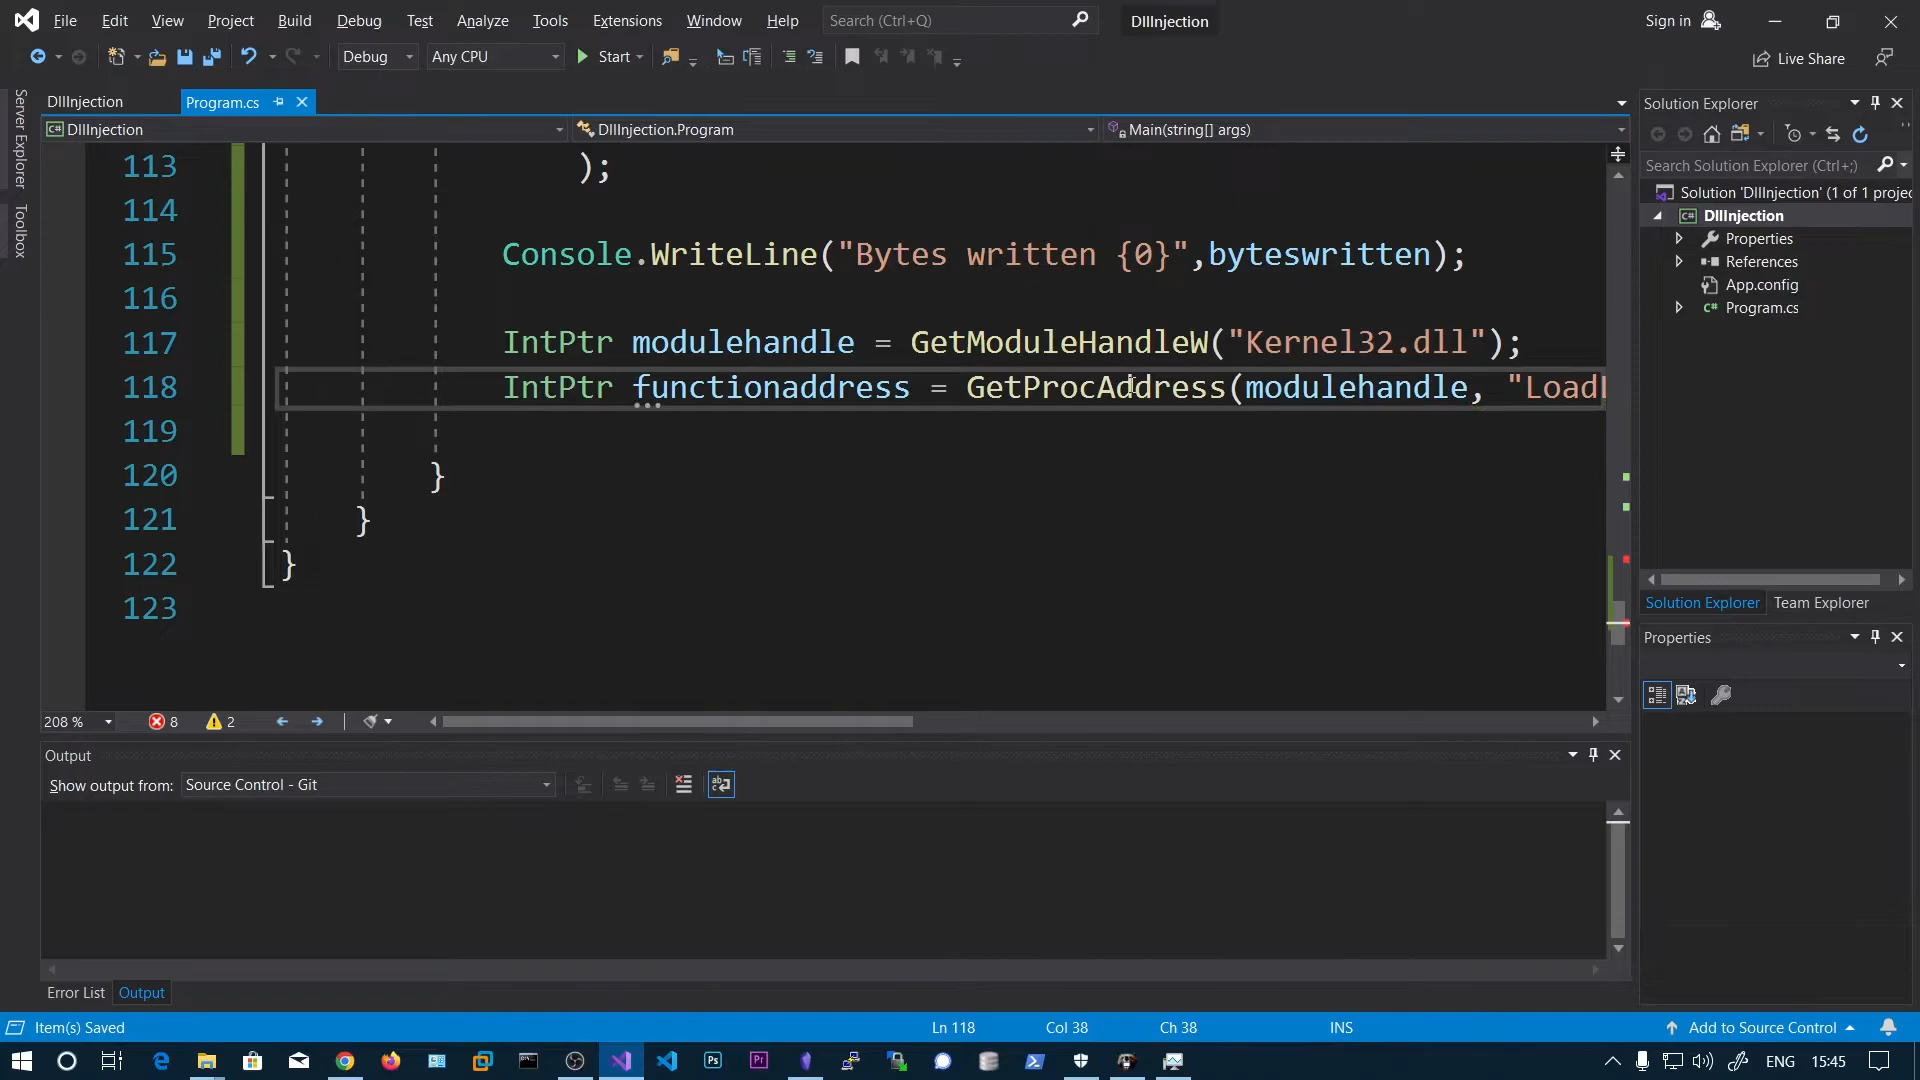 File Edit View Project Build Debug Test Analyze Tools Extensions Window Help Search (Ctrl+Q) DllInjection Sign in
Debug Any CPU Start Live Share
Server Explorer
Toolbox
DllInjection Program.cs
C# DllInjection DllInjection.Program Main(string[] args)
113 );
114
115 Console.WriteLine("Bytes written {0}",byteswritten);
116
117 IntPtr modulehandle = GetModuleHandleW("Kernel32.dll");
118 IntPtr functionaddress = GetProcAddress(modulehandle, "Load
119
120 }
121 }
122 }
123
208 % 8 2
Output
Show output from: Source Control - Git
Error List Output
Solution Explorer
Search Solution Explorer (Ctrl+;)
Solution 'DllInjection' (1 of 1 projec
C# DllInjection
Properties
References
App.config
C# Program.cs
Solution Explorer Team Explorer
Properties
Item(s) Saved Ln 118 Col 38 Ch 38 INS Add to Source Control
Ps Pr ENG 15:45